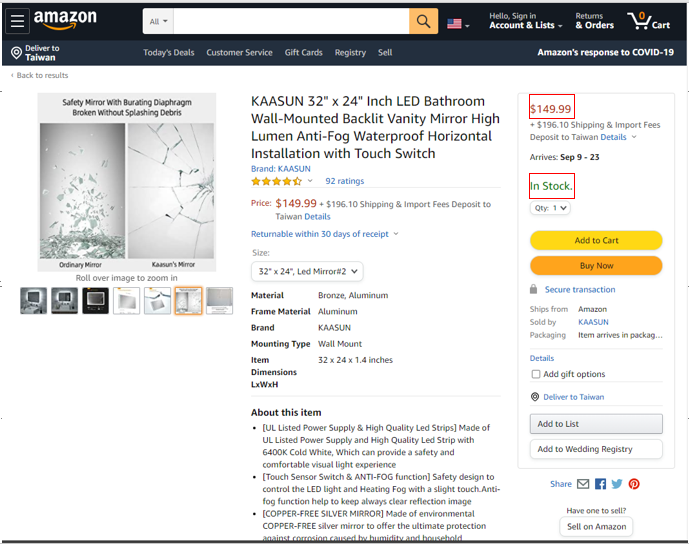 amazon
All
Hello, Sign in
Account & Lists
Returns
& Orders
0
Cart
Deliver to
Taiwan
Today's Deals
Customer Service
Gift Cards
Registry
Sell
Amazon's response to COVID-19
‹ Back to results
Safety Mirror With Burating Diaphragm
Broken Without Splashing Debris
Ordinary Mirror
Kaasun's Mirror
Roll over image to zoom in
KAASUN 32" x 24" Inch LED Bathroom
Wall-Mounted Backlit Vanity Mirror High
Lumen Anti-Fog Waterproof Horizontal
Installation with Touch Switch
Brand: KAASUN
92 ratings
Price: $149.99 + $196.10 Shipping & Import Fees Deposit to
Taiwan Details
Returnable within 30 days of receipt
Size:
32" x 24", Led Mirror#2
Material Bronze, Aluminum
Frame Material Aluminum
Brand KAASUN
Mounting Type Wall Mount
Item 32 x 24 x 1.4 inches
Dimensions
LxWxH
About this item
• [UL Listed Power Supply & High Quality Led Strips] Made of
UL Listed Power Supply and High Quality Led Strip with
6400K Cold White, Which can provide a safety and
comfortable visual light experience
• [Touch Sensor Switch & ANTI-FOG function] Safety design to
control the LED light and Heating Fog with a slight touch.Anti-
fog function help to keep always clear reflection image
• [COPPER-FREE SILVER MIRROR] Made of environmental
COPPER-FREE silver mirror to offer the ultimate protection
against corrosion caused by humidity and household
$149.99
+ $196.10 Shipping & Import Fees
Deposit to Taiwan Details
Arrives: Sep 9 - 23
In Stock.
Qty: 1
Add to Cart
Buy Now
Secure transaction
Ships from Amazon
Sold by KAASUN
Packaging Item arrives in packag...
Details
Add gift options
Deliver to Taiwan
Add to List
Add to Wedding Registry
Share
Have one to sell?
Sell on Amazon